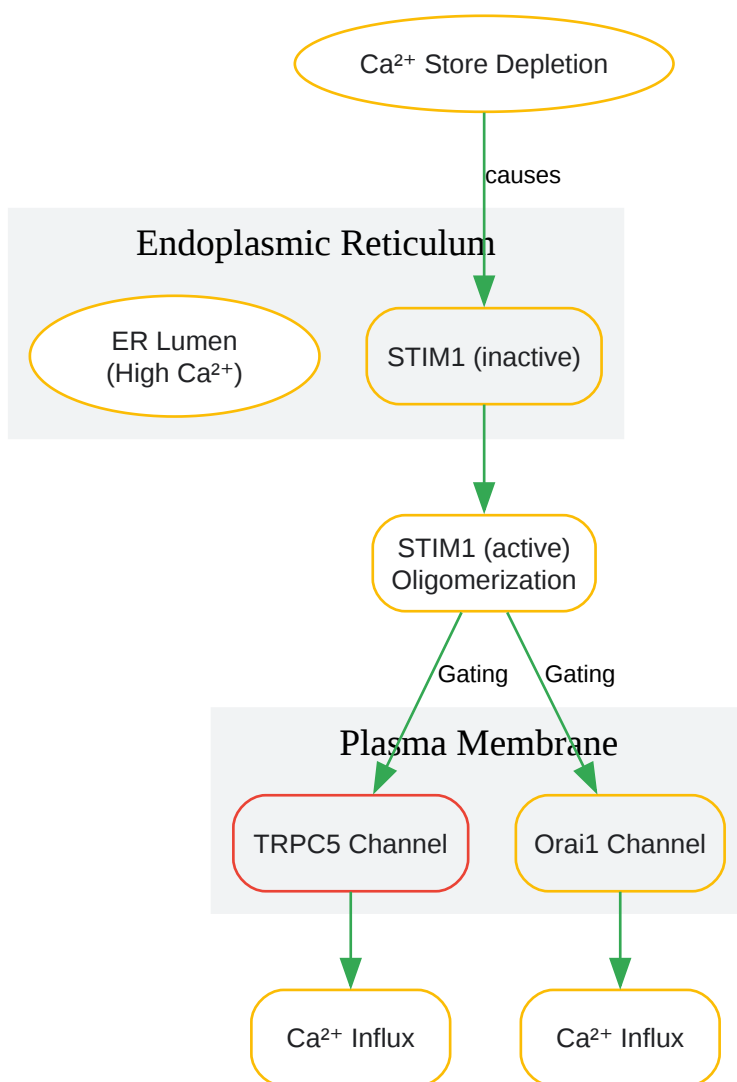 Ca²⁺ Store Depletion
causes
Endoplasmic Reticulum
ER Lumen
(High Ca²⁺)
STIM1 (inactive)
STIM1 (active)
Oligomerization
Gating
Gating
Plasma Membrane
TRPC5 Channel
Orai1 Channel
Ca²⁺ Influx
Ca²⁺ Influx